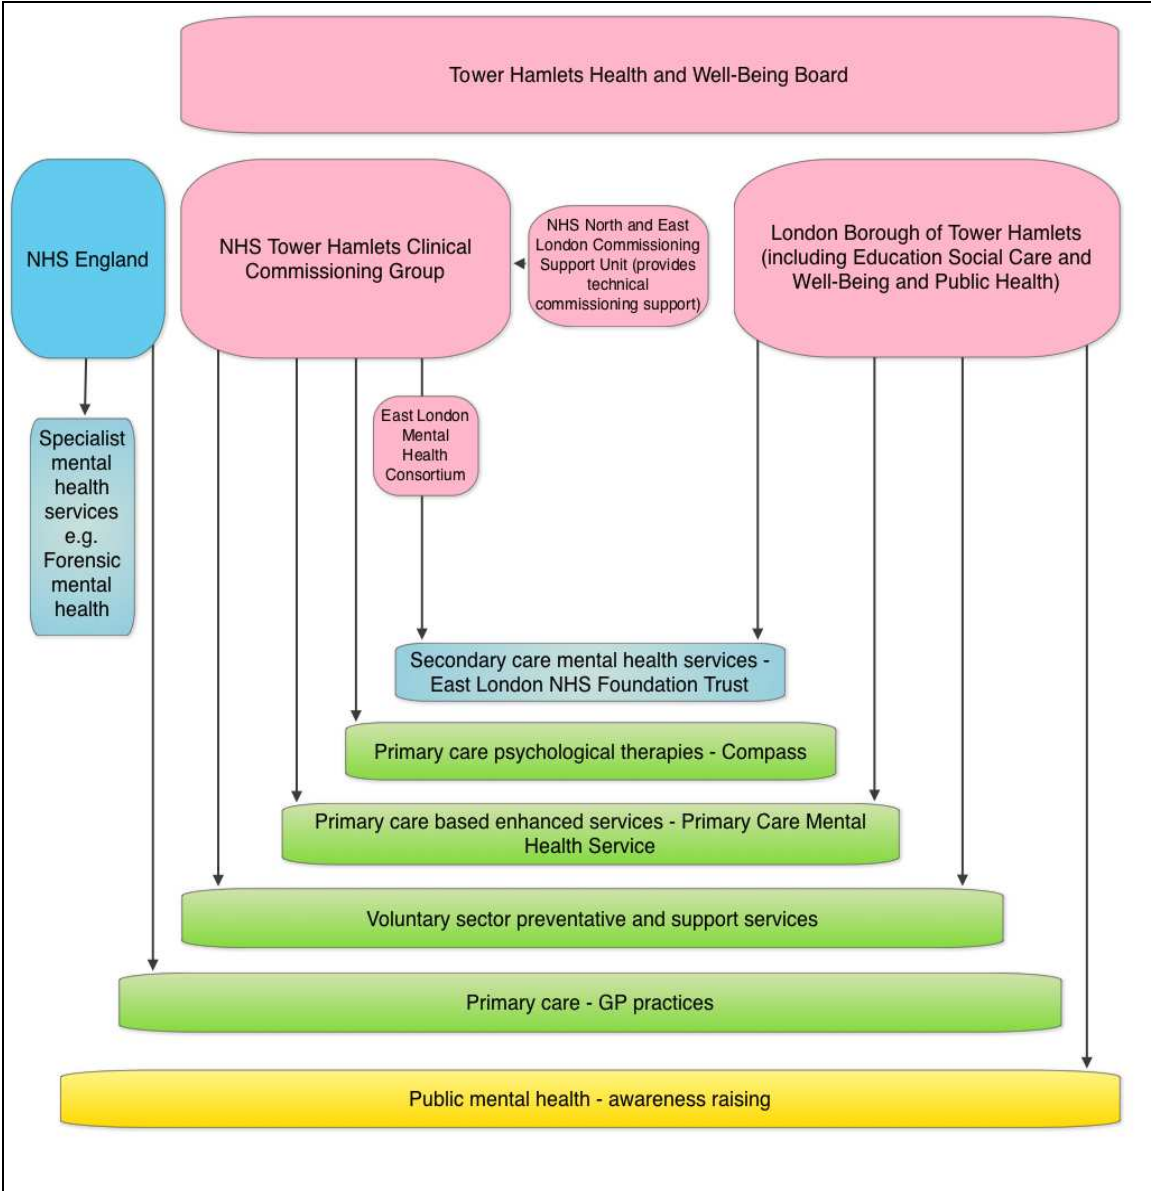 Tower Hamlets Health and Well-Being Board
NHS England
NHS Tower Hamlets Clinical
Commissioning Group
NHS North and East
London Commissioning
Support Unit (provides
technical
commissioning support)
London Borough of Tower Hamlets
(including Education Social Care and
Well-Being and Public Health)
Specialist
mental
health
services
e.g.
Forensic
mental
health
East London
Mental
Health
Consortium
Secondary care mental health services -
East London NHS Foundation Trust
Primary care psychological therapies - Compass
Primary care based enhanced services - Primary Care Mental
Health Service
Voluntary sector preventative and support services
Primary care - GP practices
Public mental health - awareness raising